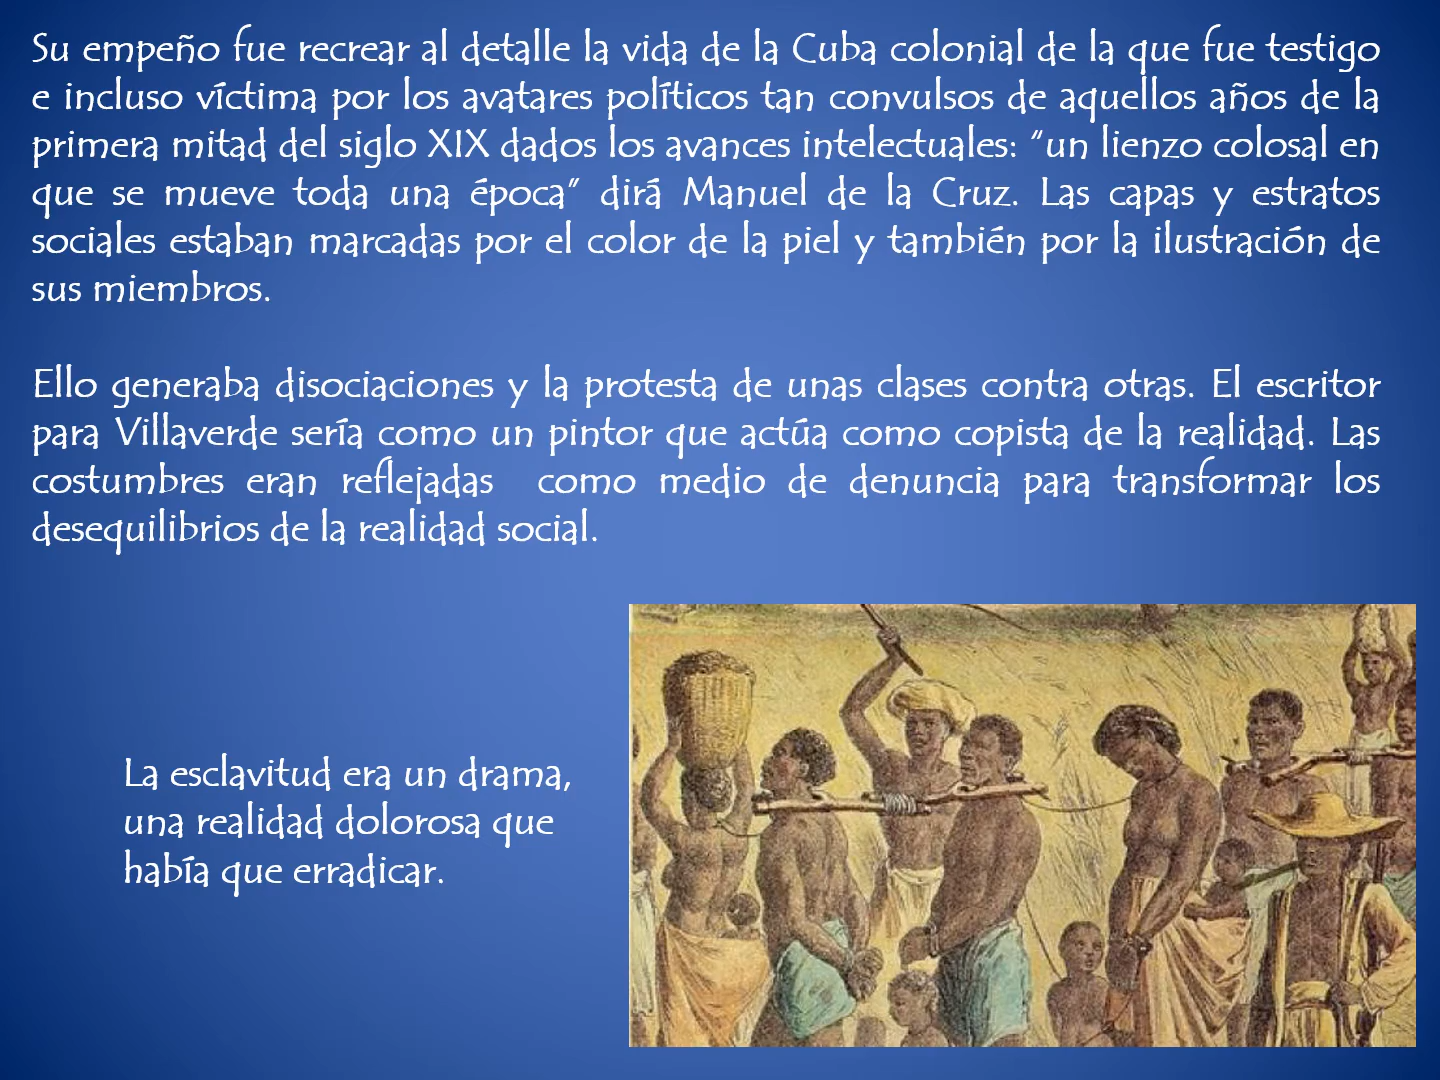 Su empeño fue recrear al detalle la vida de la Cuba colonial de la que fue testigo
e incluso víctima por los avatares políticos tan convulsos de aquellos años de la
primera mitad del siglo XIX dados los avances intelectuales: "un lienzo colosal en
que se mueve toda una época" dirá Manuel de la Cruz. Las capas y estratos
sociales estaban marcadas por el color de la piel y también por la ilustración de
sus miembros.
Ello generaba disociaciones y la protesta de unas clases contra otras. El escritor
para Villaverde sería como un pintor que actúa como copista de la realidad. Las
costumbres eran reflejadas como medio de denuncia para transformar los
desequilibrios de la realidad social.
La esclavitud era un drama,
una realidad dolorosa que
había que erradicar.